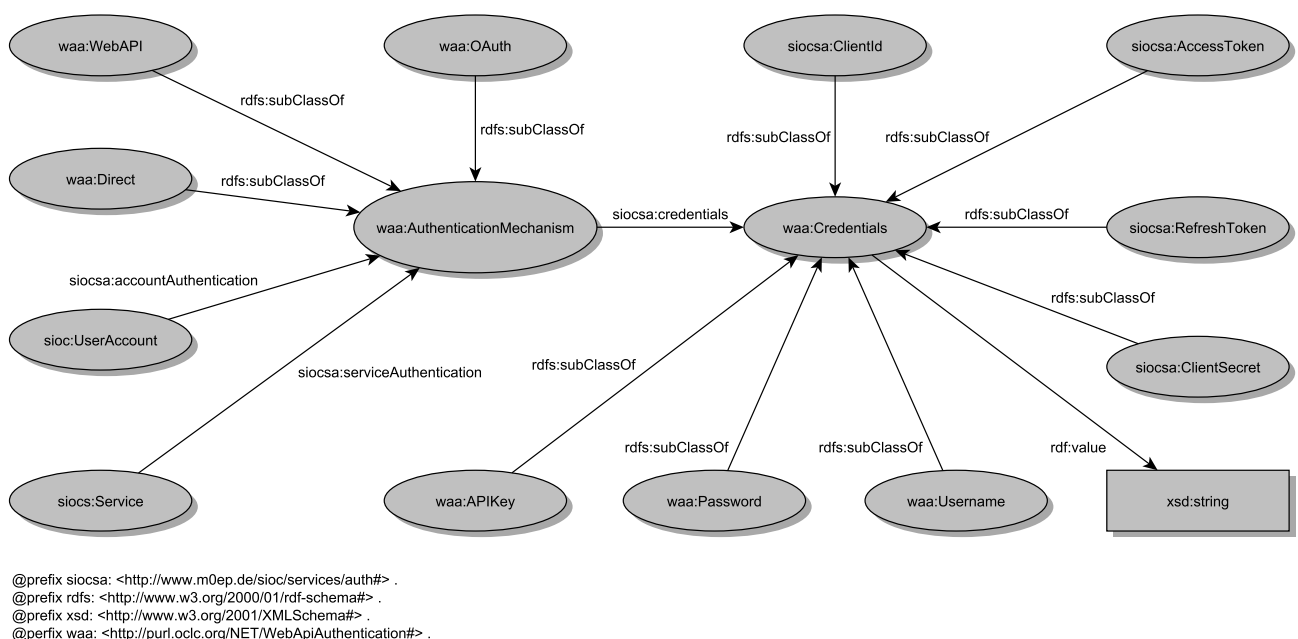 waa:WebAPI
waa:OAuth
siocsa:ClientId
siocsa:AccessToken
rdfs:subClassOf
rdfs:subClassOf
rdfs:subClassOf
rdfs:subClassOf
waa:Direct
rdfs:subClassOf
waa:AuthenticationMechanism
siocsa:credentials
waa:Credentials
rdfs:subClassOf
siocsa:RefreshToken
siocsa:accountAuthentication
rdfs:subClassOf
sioc:UserAccount
siocsa:serviceAuthentication
rdfs:subClassOf
siocsa:ClientSecret
rdfs:subClassOf
rdfs:subClassOf
rdf:value
siocs:Service
waa:APIKey
waa:Password
waa:Username
xsd:string
@prefix siocsa: <http://www.m0ep.de/sioc/services/auth#> .
@prefix rdfs: <http://www.w3.org/2000/01/rdf-schema#> .
@prefix xsd: <http://www.w3.org/2001/XMLSchema#> .
@perfix waa: <http://purl.oclc.org/NET/WebApiAuthentication#> .